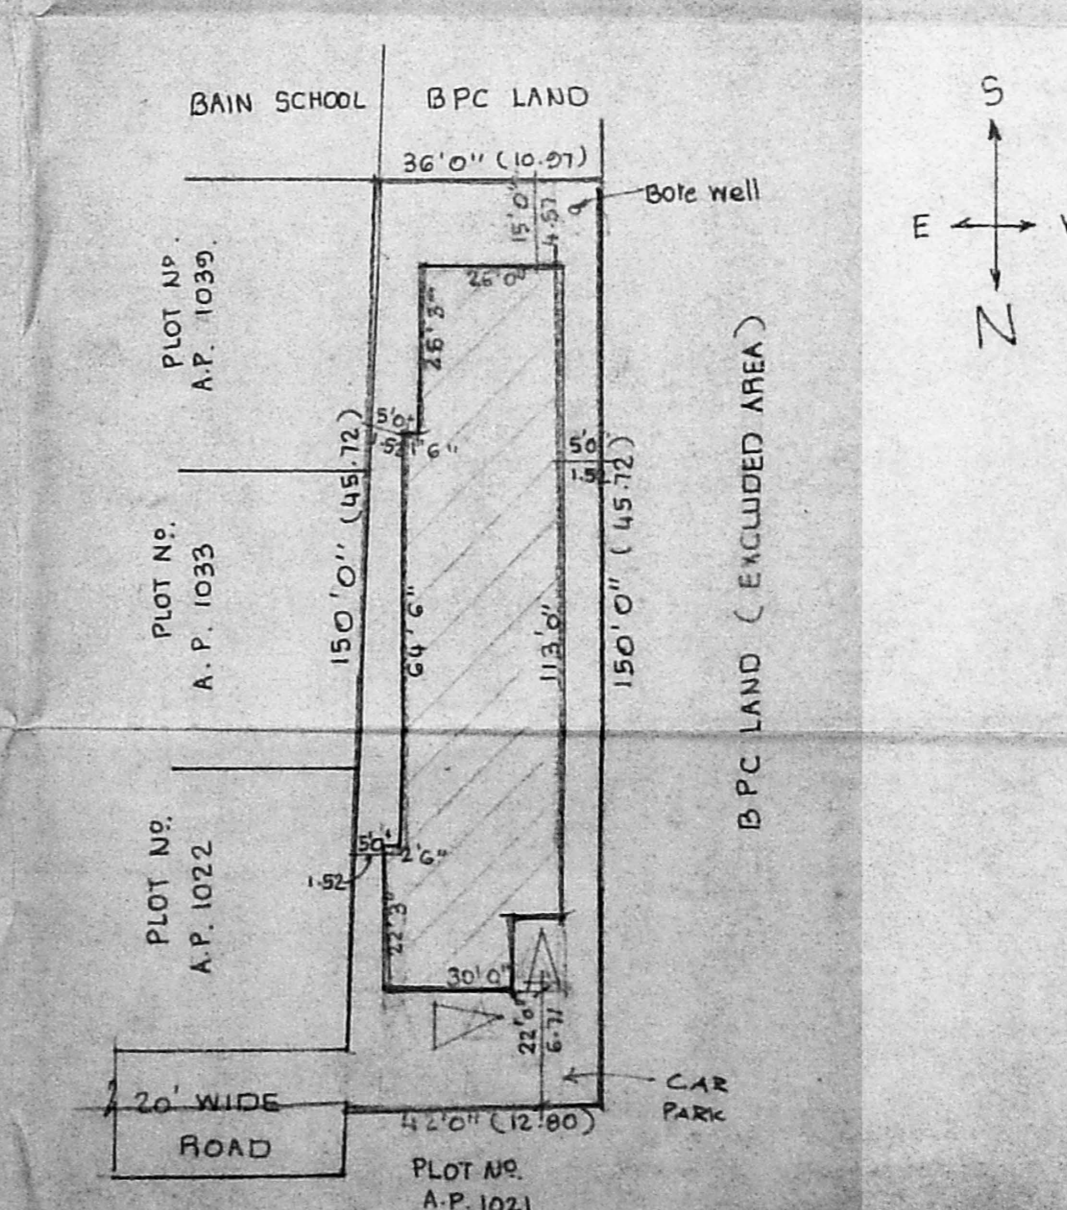 BAIN SCHOOL
BPC LAND
36'0" (10.97)
Bore well
S
E
N
15'0"
4.57
26'0"
26'3"
PLOT Nº.
A.P. 1039.
5'0"
1.52
1'6"
5'0
1.52
150'0" (45.72)
64'6"
113'0"
150'0" (45.72)
BPC LAND (EXCLUDED AREA)
PLOT Nº.
A.P. 1033
PLOT Nº.
A.P. 1022
5'0"
2'6"
1.52
22'3"
30'0"
22'0"
6.71
CAR
PARK
20' WIDE
ROAD
42'0" (12.80)
PLOT Nº.
A.P. 1021